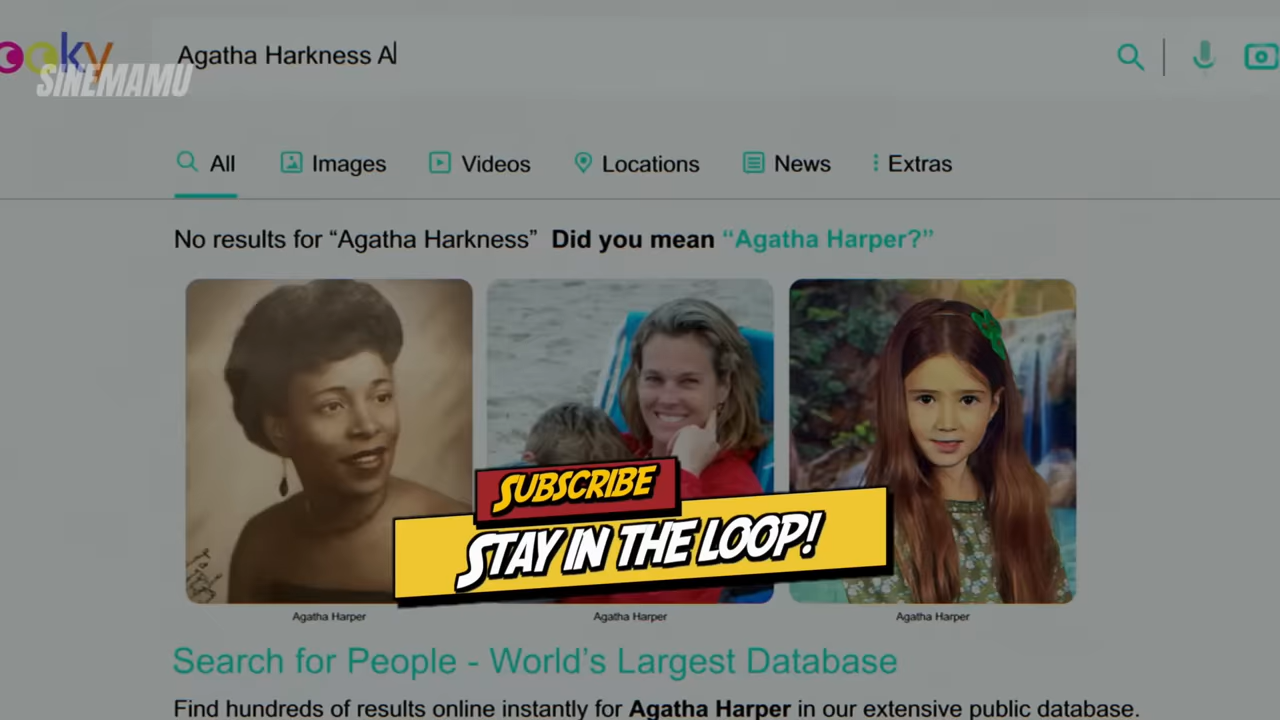 ooky
SINEMAMU
Agatha Harkness Al
All
Images
Videos
Locations
News
Extras
No results for “Agatha Harkness” Did you mean “Agatha Harper?”
SUBSCRIBE
STAY IN THE LOOP!
Agatha Harper
Agatha Harper
Agatha Harper
Search for People - World’s Largest Database
Find hundreds of results online instantly for Agatha Harper in our extensive public database.